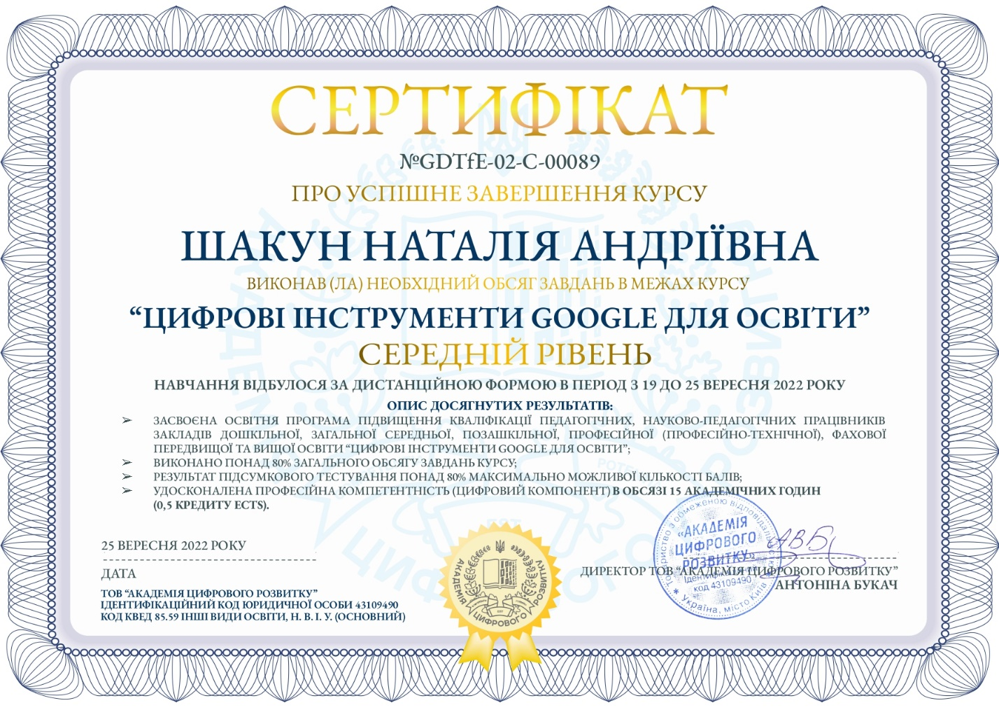 СЕРТИФІКАТ
№GDTfE-02-C-00089
ПРО УСПІШНЕ ЗАВЕРШЕННЯ КУРСУ
ШАКУН НАТАЛІЯ АНДРІЇВНА
ВИКОНАВ (ЛА) НЕОБХІДНИЙ ОБСЯГ ЗАВДАНЬ В МЕЖАХ КУРСУ
“ЦИФРОВІ ІНСТРУМЕНТИ GOOGLE ДЛЯ ОСВІТИ”
СЕРЕДНІЙ РІВЕНЬ
НАВЧАННЯ ВІДБУЛОСЯ ЗА ДИСТАНЦІЙНОЮ ФОРМОЮ В ПЕРІОД З 19 ДО 25 ВЕРЕСНЯ 2022 РОКУ
ОПИС ДОСЯГНУТИХ РЕЗУЛЬТАТІВ:
➢ ЗАСВОЄНА ОСВІТНЯ ПРОГРАМА ПІДВИЩЕННЯ КВАЛІФІКАЦІЇ ПЕДАГОГІЧНИХ, НАУКОВО-ПЕДАГОГІЧНИХ ПРАЦІВНИКІВ
ЗАКЛАДІВ ДОШКІЛЬНОЇ, ЗАГАЛЬНОЇ СЕРЕДНЬОЇ, ПОЗАШКІЛЬНОЇ, ПРОФЕСІЙНОЇ (ПРОФЕСІЙНО-ТЕХНІЧНОЇ), ФАХОВОЇ
ПЕРЕДВИЩОЇ ТА ВИЩОЇ ОСВІТИ “ЦИФРОВІ ІНСТРУМЕНТИ GOOGLE ДЛЯ ОСВІТИ”;
➢ ВИКОНАНО ПОНАД 80% ЗАГАЛЬНОГО ОБСЯГУ ЗАВДАНЬ КУРСУ;
➢ РЕЗУЛЬТАТ ПІДСУМКОВОГО ТЕСТУВАННЯ ПОНАД 80% МАКСИМАЛЬНО МОЖЛИВОЇ КІЛЬКОСТІ БАЛІВ;
➢ УДОСКОНАЛЕНА ПРОФЕСІЙНА КОМПЕТЕНТНІСТЬ (ЦИФРОВИЙ КОМПОНЕНТ) В ОБСЯЗІ 15 АКАДЕМІЧНИХ ГОДИН
(0,5 КРЕДИТУ ECTS).
25 ВЕРЕСНЯ 2022 РОКУ
ДАТА
ТОВ “АКАДЕМІЯ ЦИФРОВОГО РОЗВИТКУ”
ІДЕНТИФІКАЦІЙНИЙ КОД ЮРИДИЧНОЇ ОСОБИ 43109490
КОД КВЕД 85.59 ІНШІ ВИДИ ОСВІТИ, Н. В. І. У. (ОСНОВНИЙ)
АКАДЕМІЯ ЦИФРОВОГО РОЗВИТКУ
EST
Товариство з обмеженою відповідальністю
«АКАДЕМІЯ
ЦИФРОВОГО
РОЗВИТКУ»
Ідентифікаційний
код 43109490
Україна, місто Київ
ДИРЕКТОР ТОВ “АКАДЕМІЯ ЦИФРОВОГО РОЗВИТКУ”
АНТОНІНА БУКАЧ